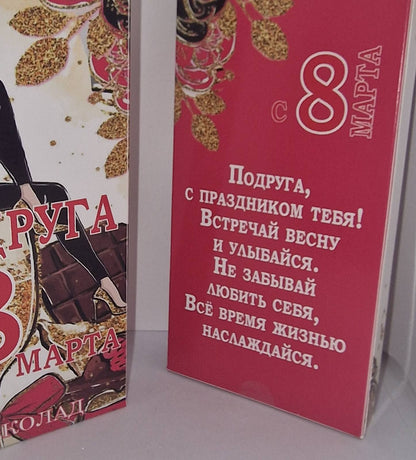 РУГА
8
МАРТА
КОЛАД
С 8 МАРТА
Подруга,
с праздником тебя!
Встречай весну
и улыбайся.
Не забывай
любить себя,
Всё время жизнью
наслаждайся.